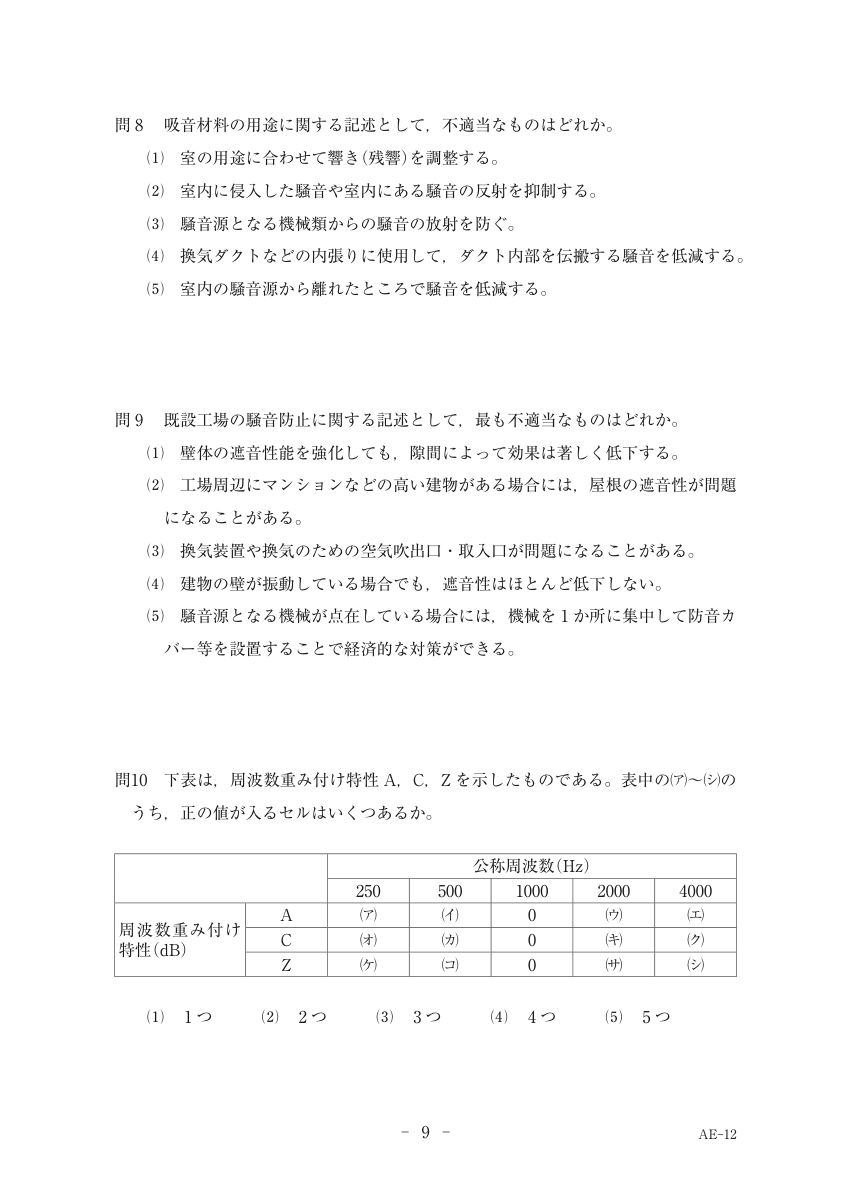 問8　吸音材料の用途に関する記述として，不適当なものはどれか。
⑴　室の用途に合わせて響き（残響）を調整する。
⑵　室内に侵入した騒音や室内にある騒音の反射を抑制する。
⑶　騒音源となる機械類からの騒音の放射を防ぐ。
⑷　換気ダクトなどの内張りに使用して，ダクト内部を伝搬する騒音を低減する。
⑸　室内の騒音源から離れたところで騒音を低減する。
問9　既設工場の騒音防止に関する記述として，最も不適当なものはどれか。
⑴　壁体の遮音性能を強化しても，隙間によって効果は著しく低下する。
⑵　工場周辺にマンションなどの高い建物がある場合には，屋根の遮音性が問題
になることがある。
⑶　換気装置や換気のための空気吹出口・取入口が問題になることがある。
⑷　建物の壁が振動している場合でも，遮音性はほとんど低下しない。
⑸　騒音源となる機械が点在している場合には，機械を1か所に集中して防音カ
バー等を設置することで経済的な対策ができる。
問10　下表は，周波数重み付け特性 A，C，Z を示したものである。表中の㋐〜㋛の
うち，正の値が入るセルはいくつあるか。
公称周波数（Hz）
250　500　1000　2000　4000
周波数重み付け特性（dB）
A　㋐　㋑　0　㋒　㋓
C　㋔　㋕　0　㋖　㋗
Z　㋘　㋙　0　㋚　㋛
⑴　1つ　⑵　2つ　⑶　3つ　⑷　4つ　⑸　5つ
- 9 -
AE-12